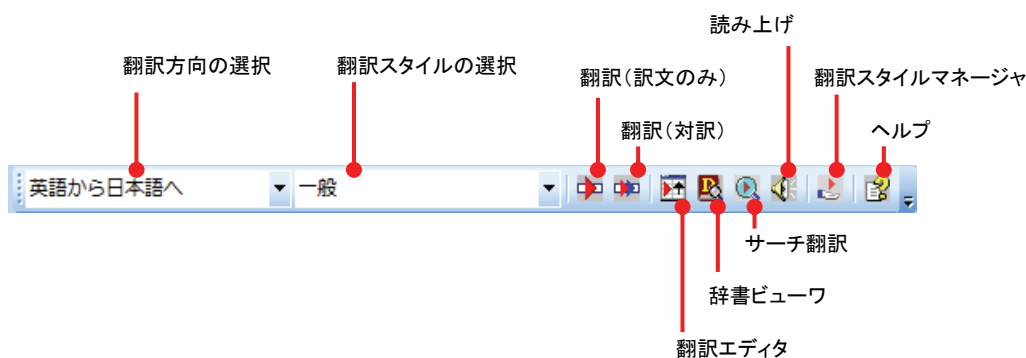 読み上げ
翻訳方向の選択
翻訳スタイルの選択
翻訳(訳文のみ)
翻訳スタイルマネージャ
翻訳(対訳)
ヘルプ
英語から日本語へ
一般
サーチ翻訳
辞書ビューワ
翻訳エディタ